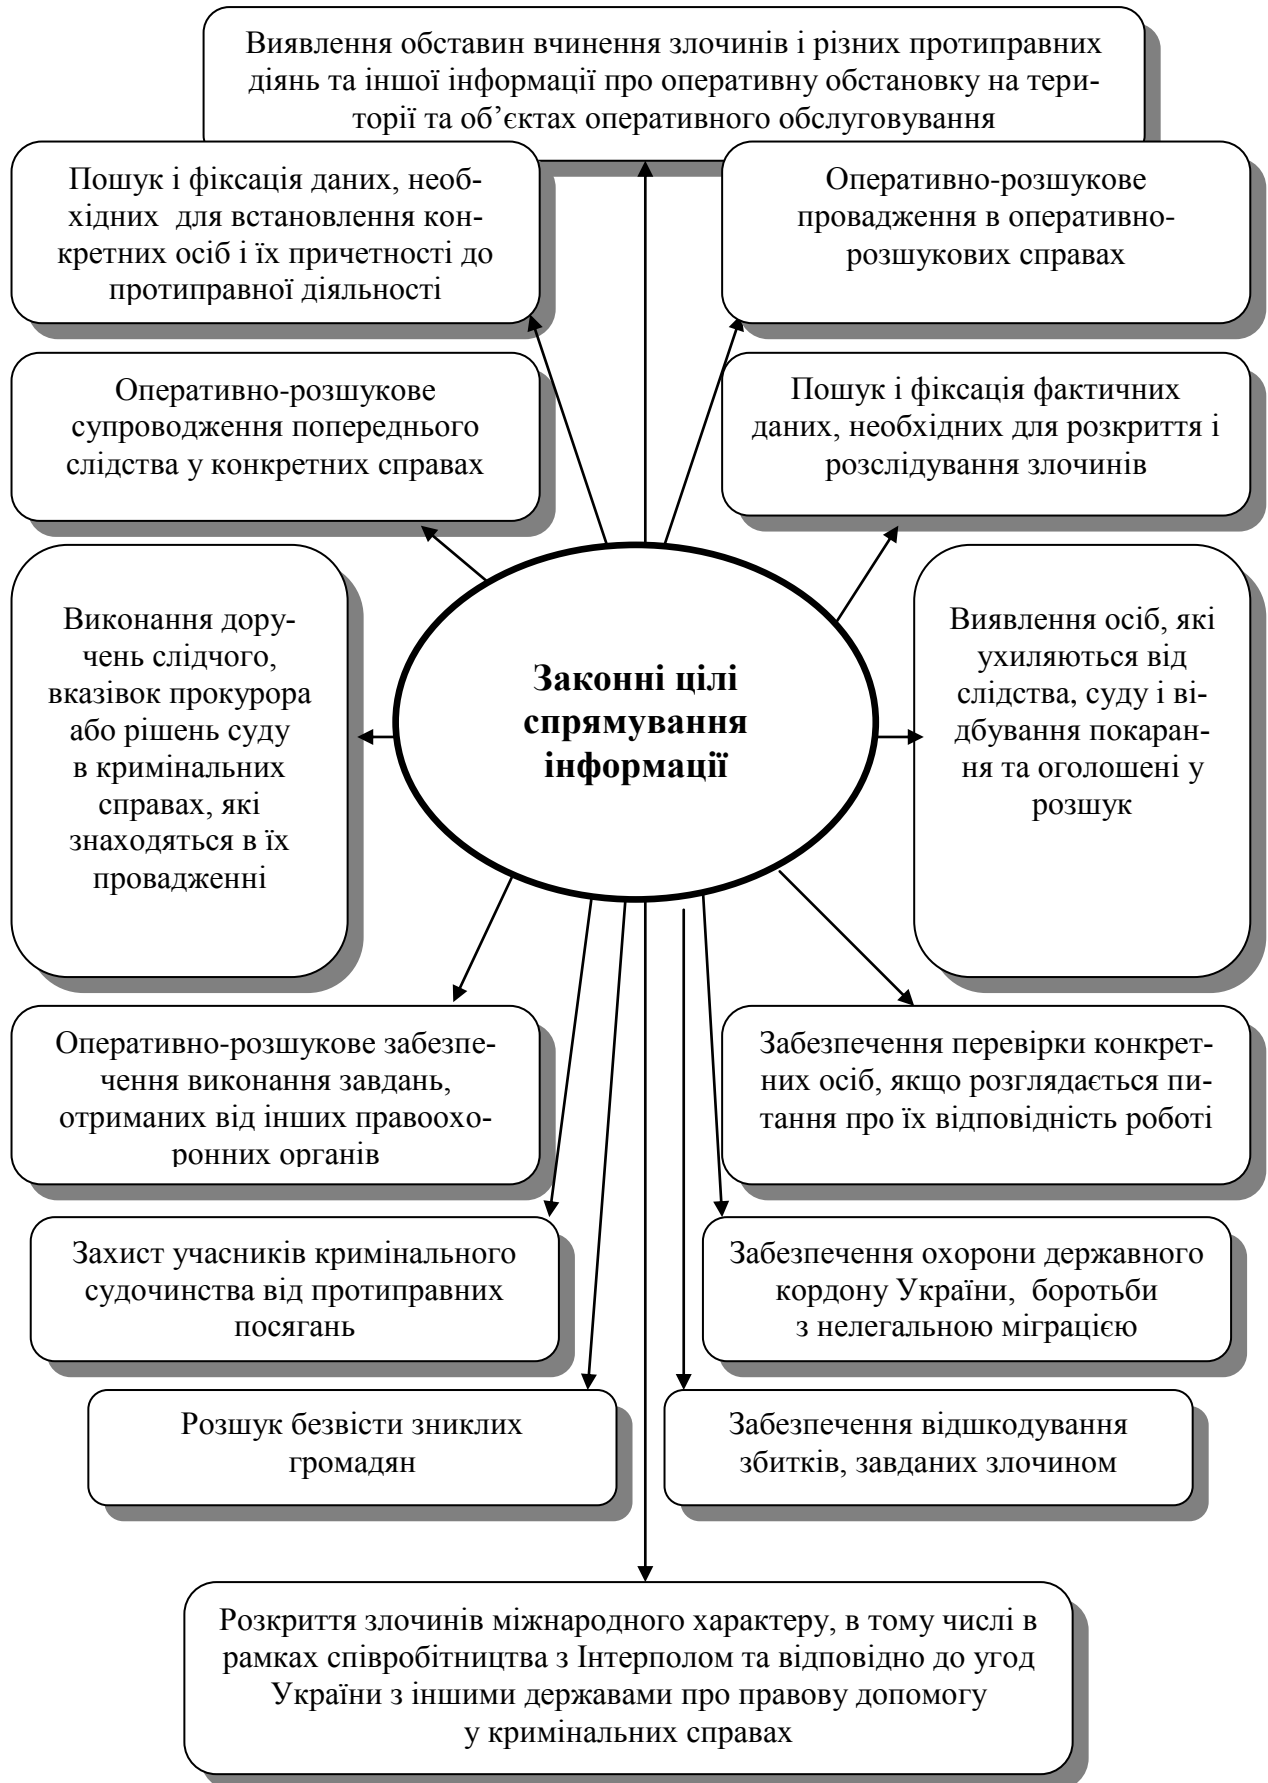 Виявлення обставин вчинення злочинів і різних протиправних
діянь та іншої інформації про оперативну обстановку на тери-
торії та об’єктах оперативного обслуговування
Пошук і фіксація даних, необ-
хідних для встановлення кон-
кретних осіб і їх причетності до
протиправної діяльності
Оперативно-розшукове
провадження в оперативно-
розшукових справах
Оперативно-розшукове
супроводження попереднього
слідства у конкретних справах
Пошук і фіксація фактичних
даних, необхідних для розкриття і
розслідування злочинів
Виконання дору-
чень слідчого,
вказівок прокурора
або рішень суду
в кримінальних
справах, які
знаходяться в їх
провадженні
Законні цілі
спрямування
інформації
Виявлення осіб, які
ухиляються від
слідства, суду і ві-
дбування покаран-
ня та оголошені у
розшук
Оперативно-розшукове забезпе-
чення виконання завдань,
отриманих від інших правоохо-
ронних органів
Забезпечення перевірки конкрет-
них осіб, якщо розглядається пи-
тання про їх відповідність роботі
Захист учасників кримінального
судочинства від протиправних
посягань
Забезпечення охорони державного
кордону України, боротьби
з нелегальною міграцією
Розшук безвісти зниклих
громадян
Забезпечення відшкодування
збитків, завданих злочином
Розкриття злочинів міжнародного характеру, в тому числі в
рамках співробітництва з Інтерполом та відповідно до угод
України з іншими державами про правову допомогу
у кримінальних справах